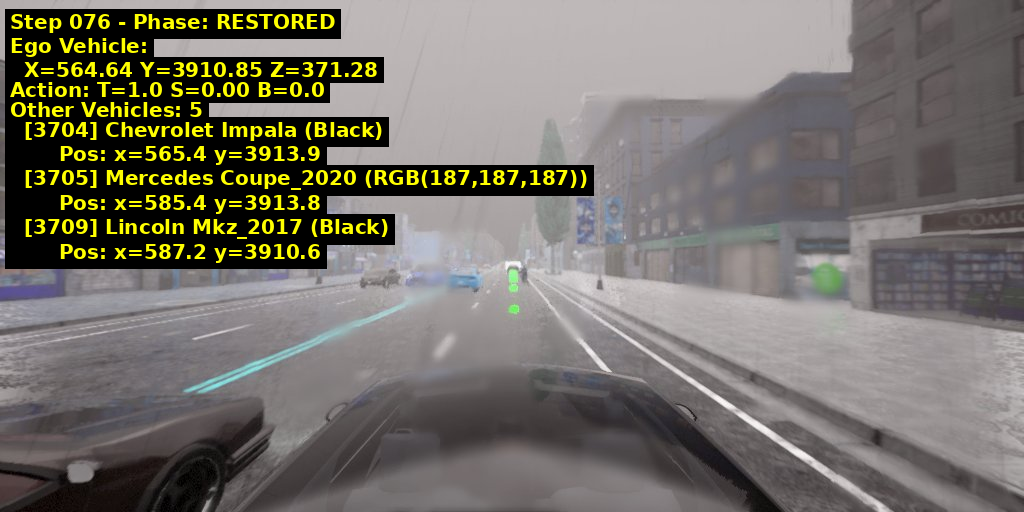 Step 076 - Phase: RESTORED
Ego Vehicle:
X=564.64 Y=3910.85 Z=371.28
Action: T=1.0 S=0.00 B=0.0
Other Vehicles: 5
[3704] Chevrolet Impala (Black)
Pos: x=565.4 y=3913.9
[3705] Mercedes Coupe_2020 (RGB(187,187,187))
Pos: x=585.4 y=3913.8
[3709] Lincoln Mkz_2017 (Black)
Pos: x=587.2 y=3910.6
COMIC